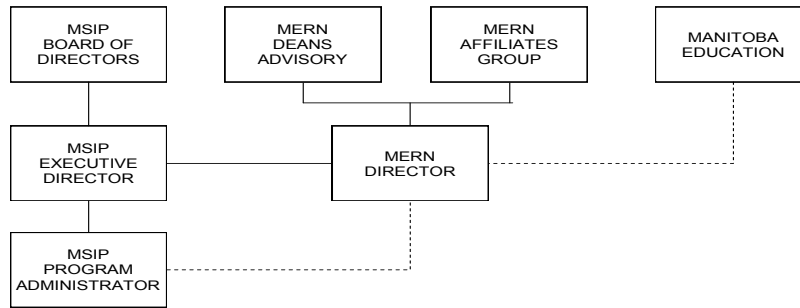 MSIP
BOARD OF
DIRECTORS
MERN
DEANS
ADVISORY
MERN
AFFILIATES
GROUP
MANITOBA
EDUCATION
MSIP
EXECUTIVE
DIRECTOR
MERN
DIRECTOR
MSIP
PROGRAM
ADMINISTRATOR